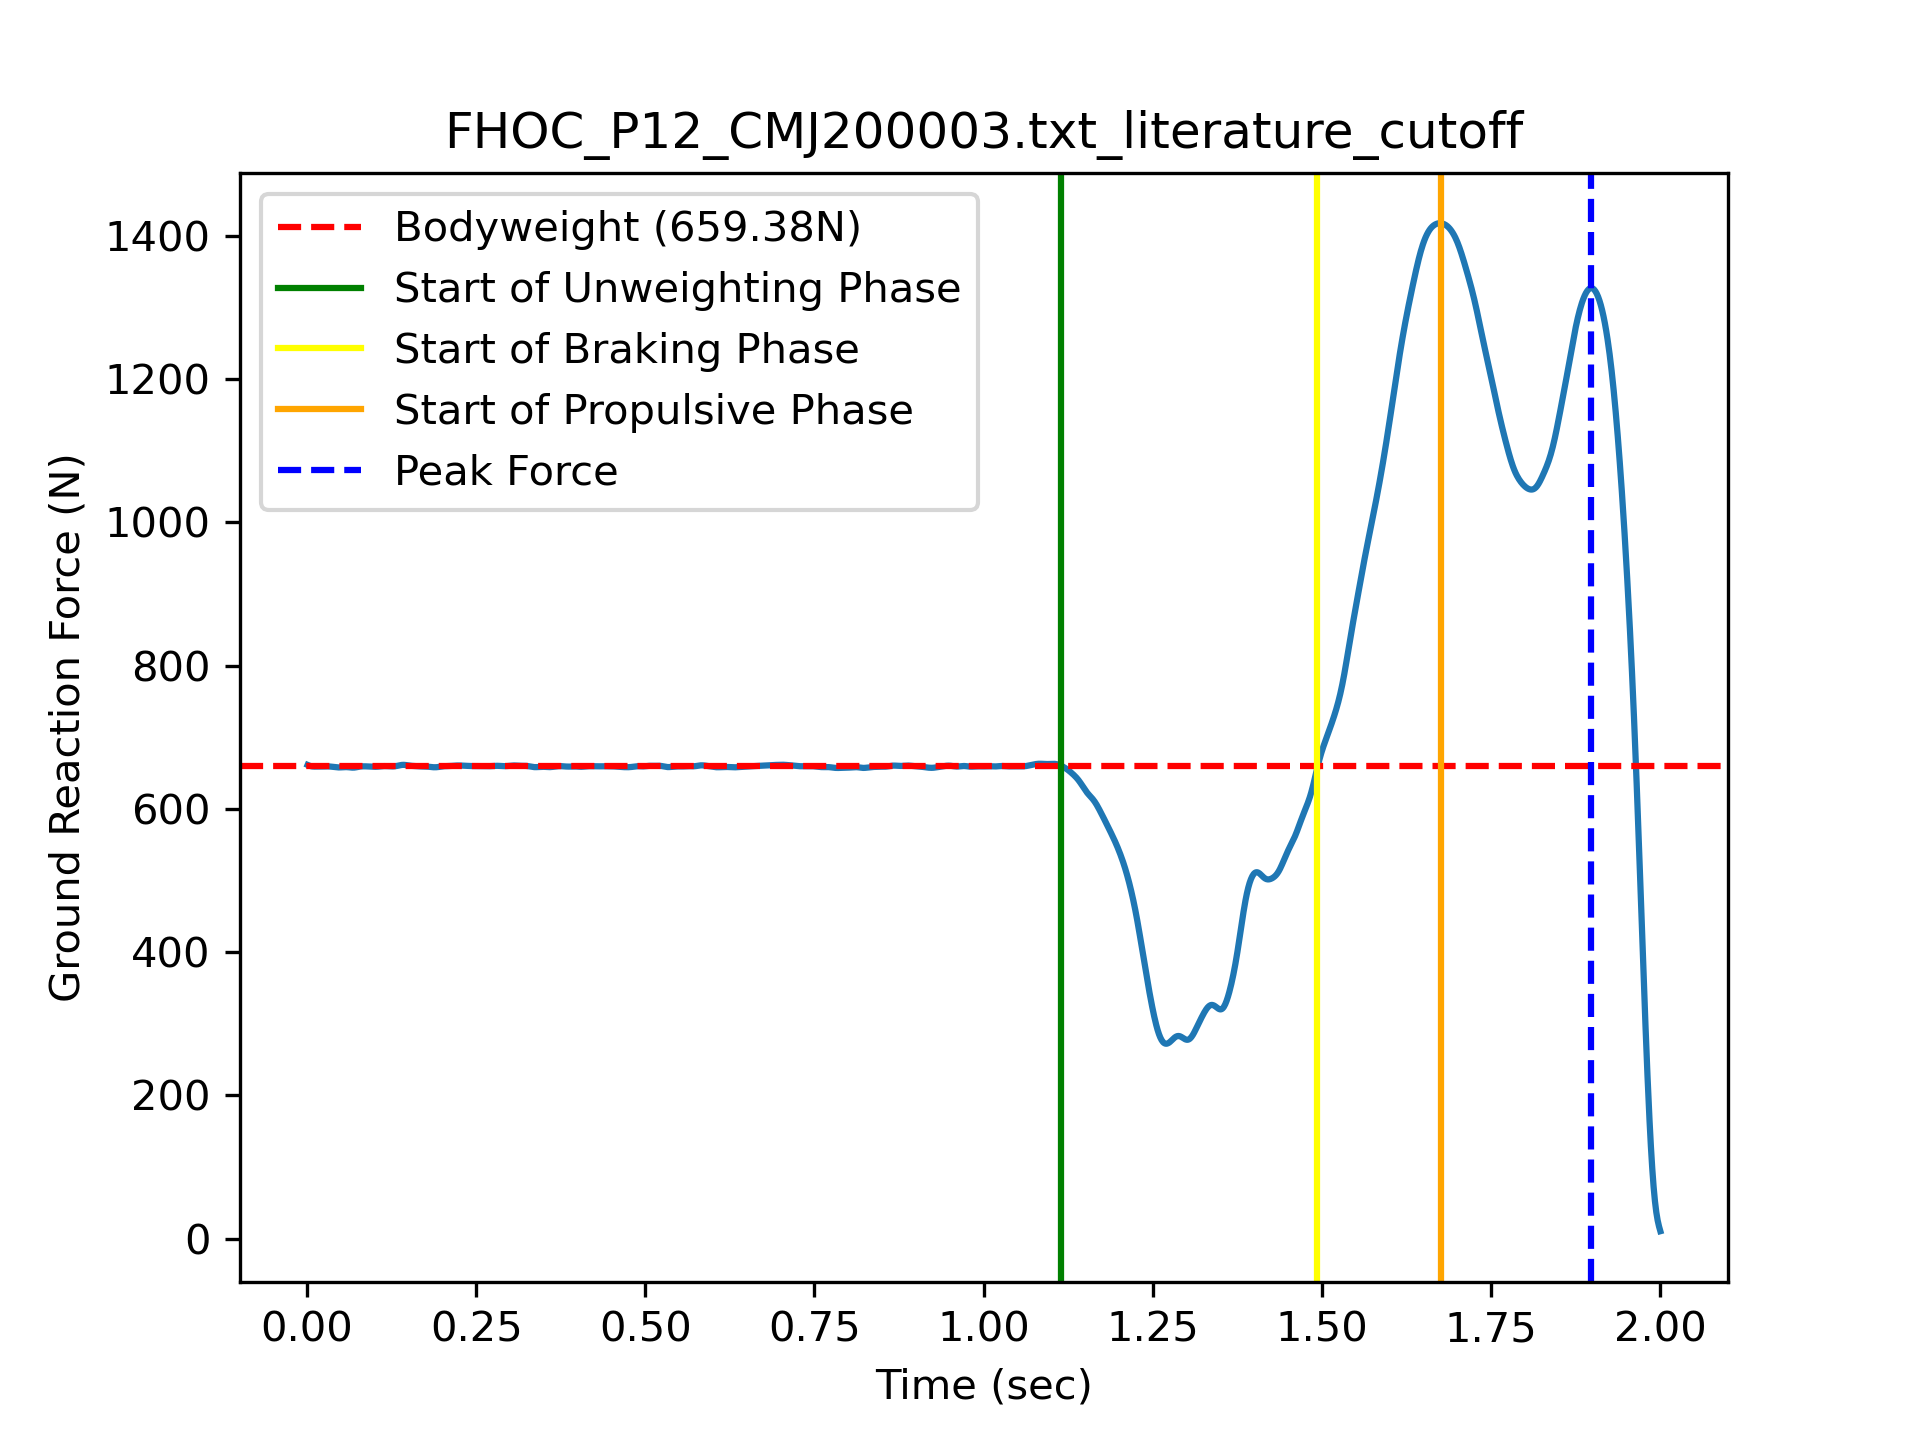 FHOC_P12_CMJ200003.txt_literature_cutoff
Bodyweight (659.38N)
Start of Unweighting Phase
Start of Braking Phase
Start of Propulsive Phase
Peak Force
Ground Reaction Force (N)
1400
1200
1000
800
600
400
200
0
0.00 0.25 0.50 0.75 1.00 1.25 1.50 1.75 2.00
Time (sec)